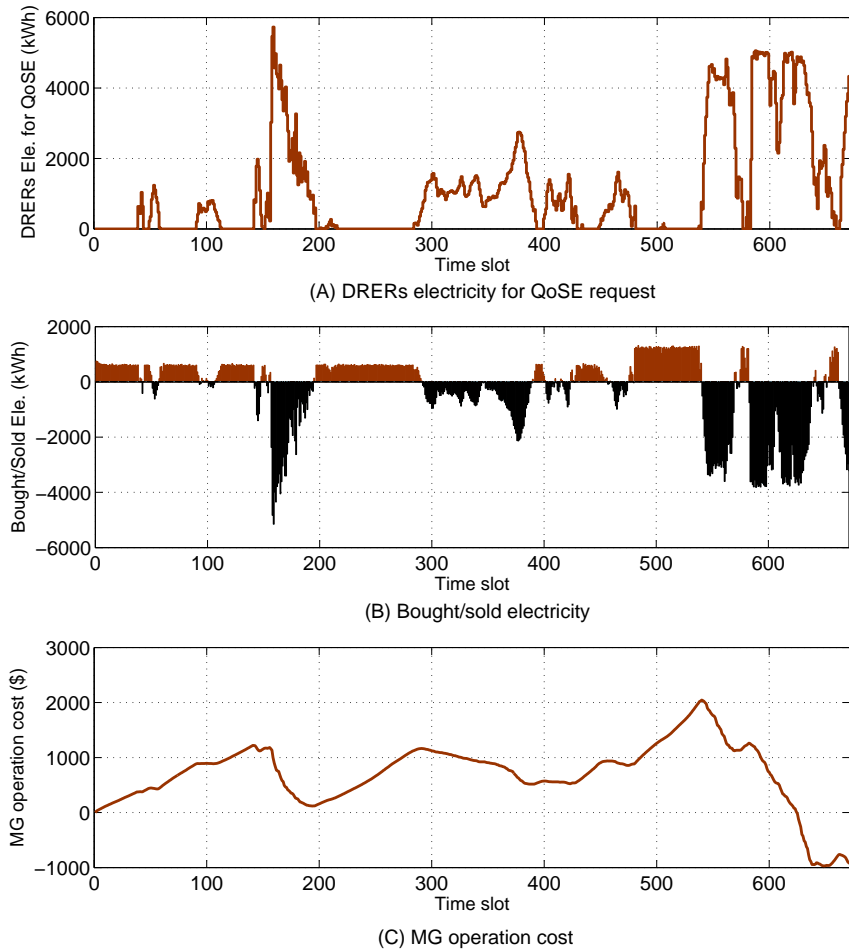 6000
4000
2000
0
DRERs Ele. for QoSE (kWh)
0 100 200 300 400 500 600
Time slot
(A) DRERs electricity for QoSE request
2000
0
−2000
−4000
−6000
Bought/Sold Ele. (kWh)
0 100 200 300 400 500 600
Time slot
(B) Bought/sold electricity
3000
2000
1000
0
−1000
MG operation cost ($)
0 100 200 300 400 500 600
Time slot
(C) MG operation cost